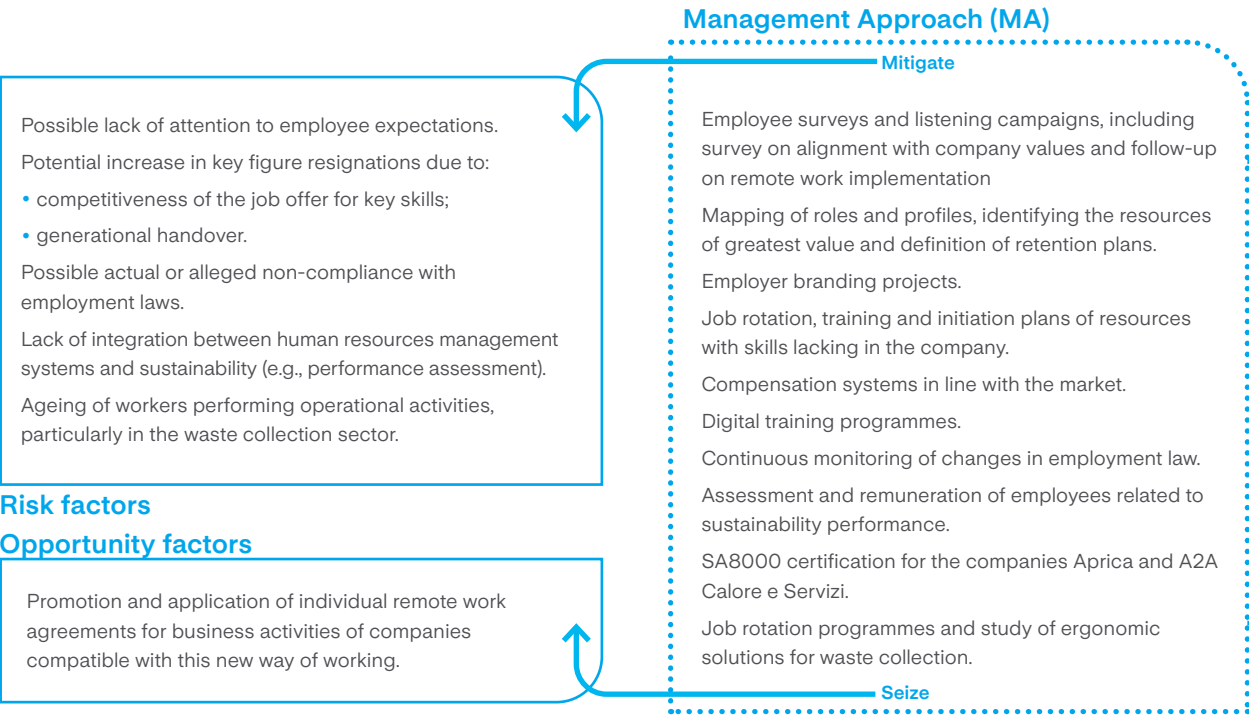 Management Approach (MA)
Mitigate
Possible lack of attention to employee expectations.
Potential increase in key figure resignations due to:
• competitiveness of the job offer for key skills;
• generational handover.
Possible actual or alleged non-compliance with
employment laws.
Lack of integration between human resources management
systems and sustainability (e.g., performance assessment).
Ageing of workers performing operational activities,
particularly in the waste collection sector.
Risk factors
Opportunity factors
Promotion and application of individual remote work
agreements for business activities of companies
compatible with this new way of working.
Employee surveys and listening campaigns, including
survey on alignment with company values and follow-up
on remote work implementation
Mapping of roles and profiles, identifying the resources
of greatest value and definition of retention plans.
Employer branding projects.
Job rotation, training and initiation plans of resources
with skills lacking in the company.
Compensation systems in line with the market.
Digital training programmes.
Continuous monitoring of changes in employment law.
Assessment and remuneration of employees related to
sustainability performance.
SA8000 certification for the companies Aprica and A2A
Calore e Servizi.
Job rotation programmes and study of ergonomic
solutions for waste collection.
Seize